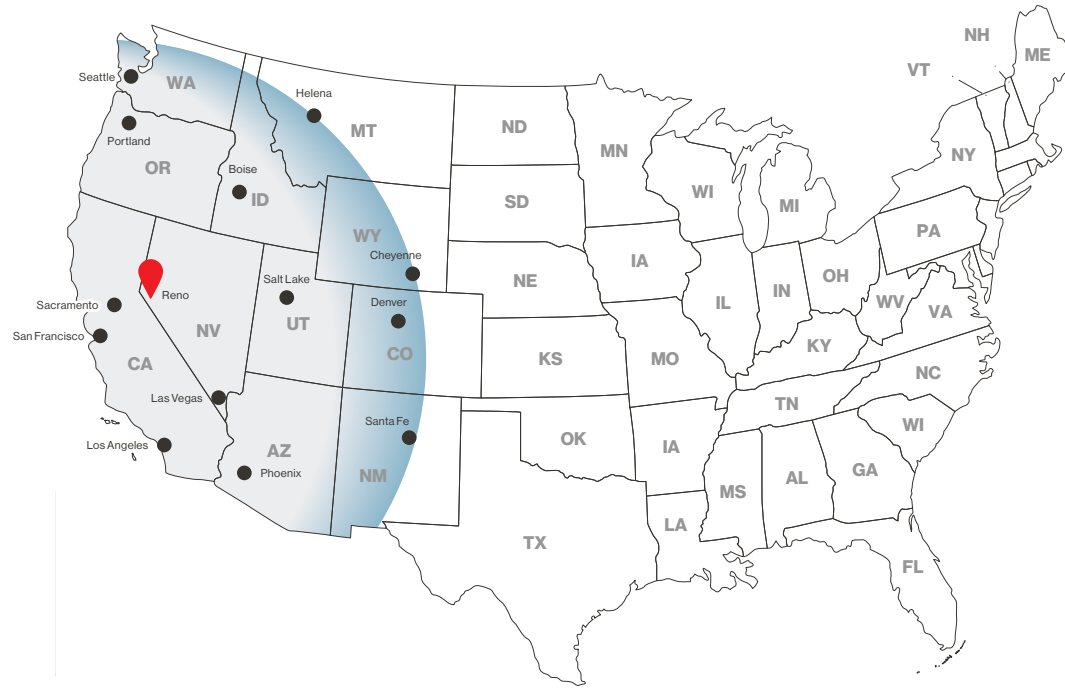 NH
ME
VT
Seattle
WA
Helena
MT
ND
MN
Portland
OR
Boise
ID
SD
WI
MI
NY
PA
WY
Cheyenne
NE
IA
IL
IN
OH
WV
VA
Salt Lake
Reno
Sacramento
San Francisco
NV
UT
Denver
CO
KS
MO
KY
NC
CA
Las Vegas
TN
Los Angeles
AZ
Phoenix
Santa Fe
NM
OK
IA
WI
MS
AL
GA
LA
TX
FL